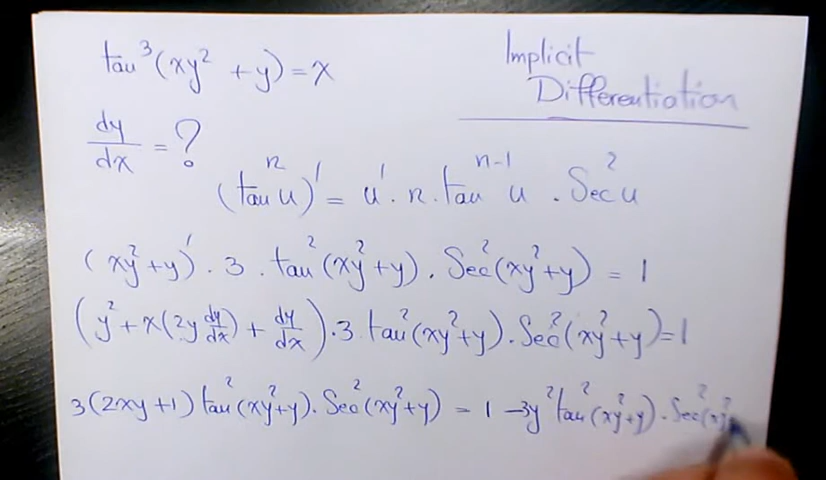 tan³(xy² + y) = x
Implicit
Differentiation
dy/dx = ?
(tanⁿ u)' = u' . n . tanⁿ⁻¹ u . Sec² u
(xy² + y)' . 3 . tan²(xy² + y) . Sec²(xy² + y) = 1
(y² + x(2y dy/dx) + dy/dx) . 3 tan²(xy² + y) . Sec²(xy² + y) = 1
3(2xy + 1) tan²(xy² + y) . Sec²(xy² + y) = 1 - 3y² tan²(xy² + y) . Sec²(xy²